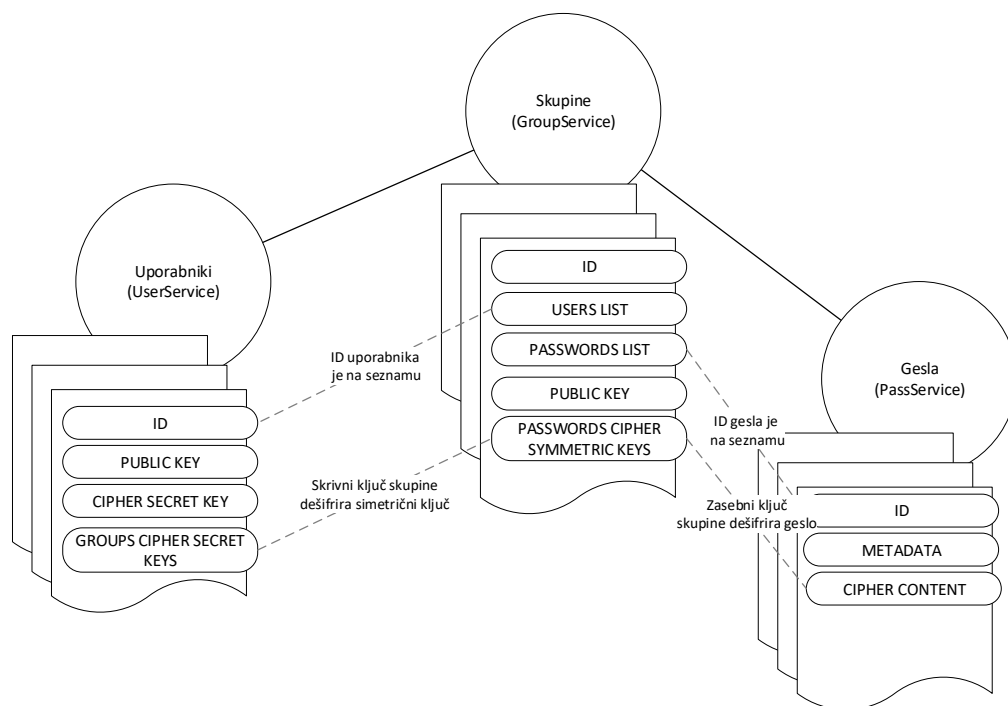 Skupine
(GroupService)
Uporabniki
(UserService)
Gesla
(PassService)
ID
USERS LIST
PASSWORDS LIST
PUBLIC KEY
PASSWORDS CIPHER
SYMMETRIC KEYS
ID uporabnika
je na seznamu
Skrivni ključ skupine
dešifrira simetrični ključ
ID
PUBLIC KEY
CIPHER SECRET KEY
GROUPS CIPHER SECRET
KEYS
ID gesla je
na seznamu
Zasebni ključ
skupine dešifrira geslo
ID
METADATA
CIPHER CONTENT